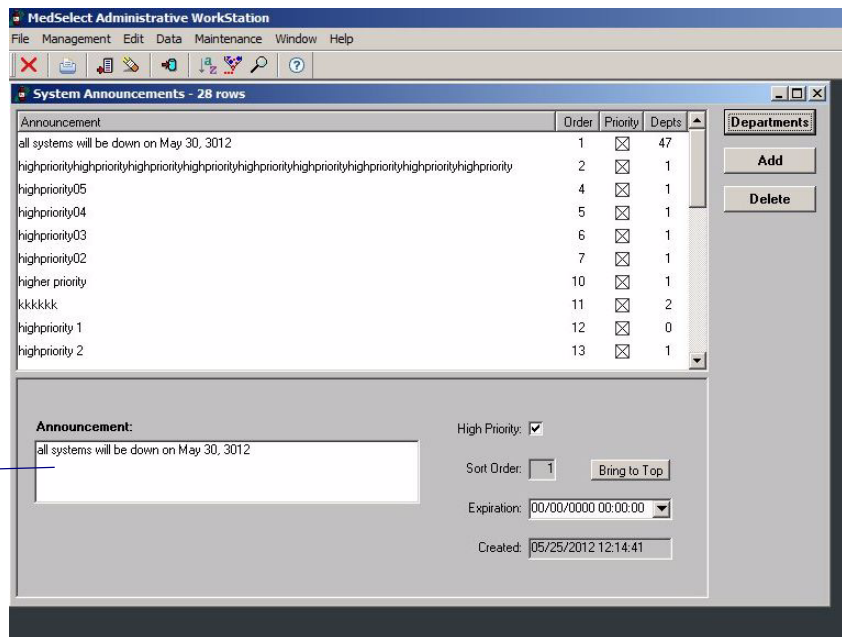 MedSelect Administrative WorkStation
File Management Edit Data Maintenance Window Help
System Announcements - 28 rows
Announcement Order Priority Depts
all systems will be down on May 30, 3012 1 47
highpriorityhighpriorityhighpriorityhighpriorityhighpriorityhighpriorityhighpriorityhighpriorityhighpriority 2 1
highpriority05 4 1
highpriority04 5 1
highpriority03 6 1
highpriority02 7 1
higher priority 10 1
kkkkkk 11 2
highpriority 1 12 0
highpriority 2 13 1
Departments
Add
Delete
Announcement:
all systems will be down on May 30, 3012
High Priority:
Sort Order: 1 Bring to Top
Expiration: 00/00/0000 00:00:00
Created: 05/25/2012 12:14:41